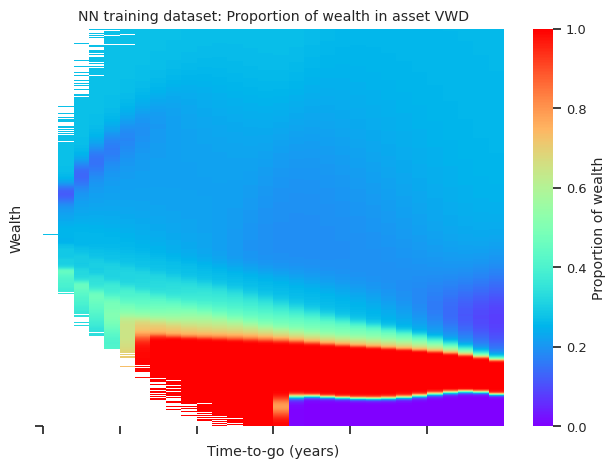 NN training dataset: Proportion of wealth in asset VWD
Wealth
Time-to-go (years)
1.0
0.8
0.6
0.4
0.2
0.0
Proportion of wealth